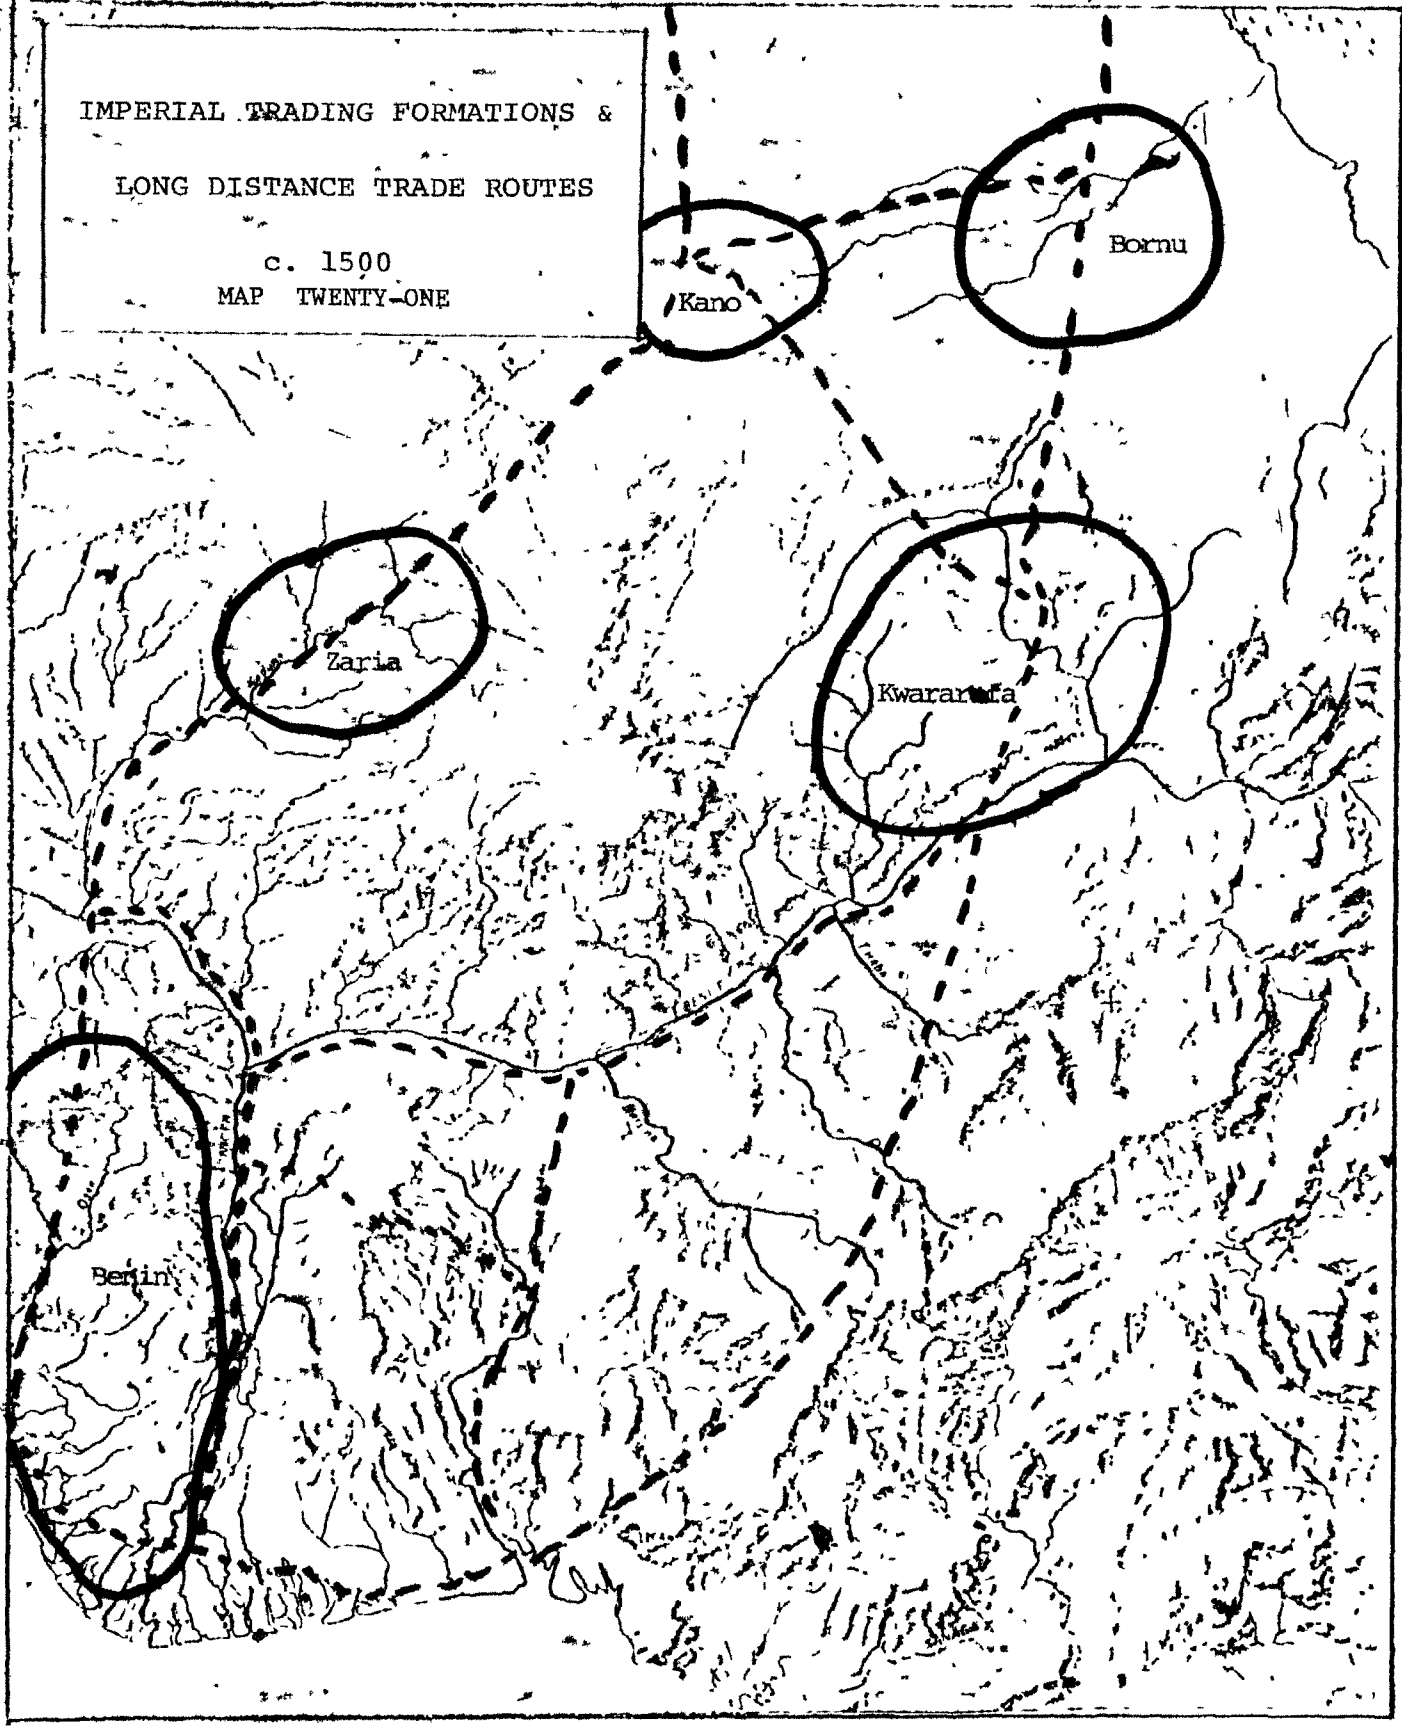 IMPERIAL TRADING FORMATIONS &
LONG DISTANCE TRADE ROUTES
c. 1500
MAP TWENTY-ONE
Bornu
Kano
Zaria
Kwararafa
Benin